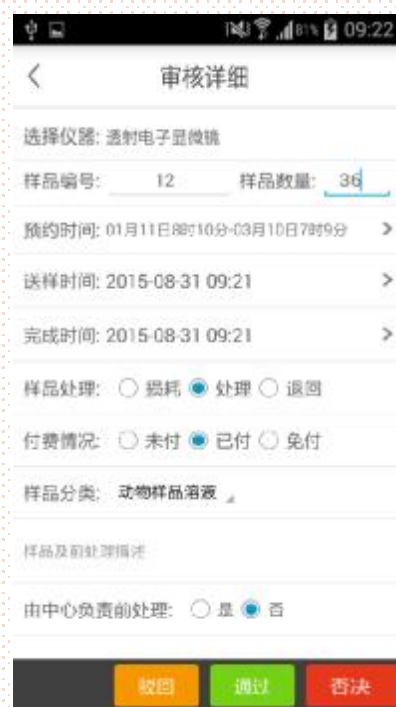 81% 09:22
审核详细
选择仪器: 透射电子显微镜
样品编号: 12 样品数量: 36
预约时间: 01月11日8时10分-03月10日7时9分
送样时间: 2015-08-31 09:21
完成时间: 2015-08-31 09:21
样品处理: 损耗 处理 退回
付费情况: 未付 已付 免付
样品分类: 动物样品溶液
样品及前处理描述
由中心负责前处理: 是 否
驳回 通过 否决